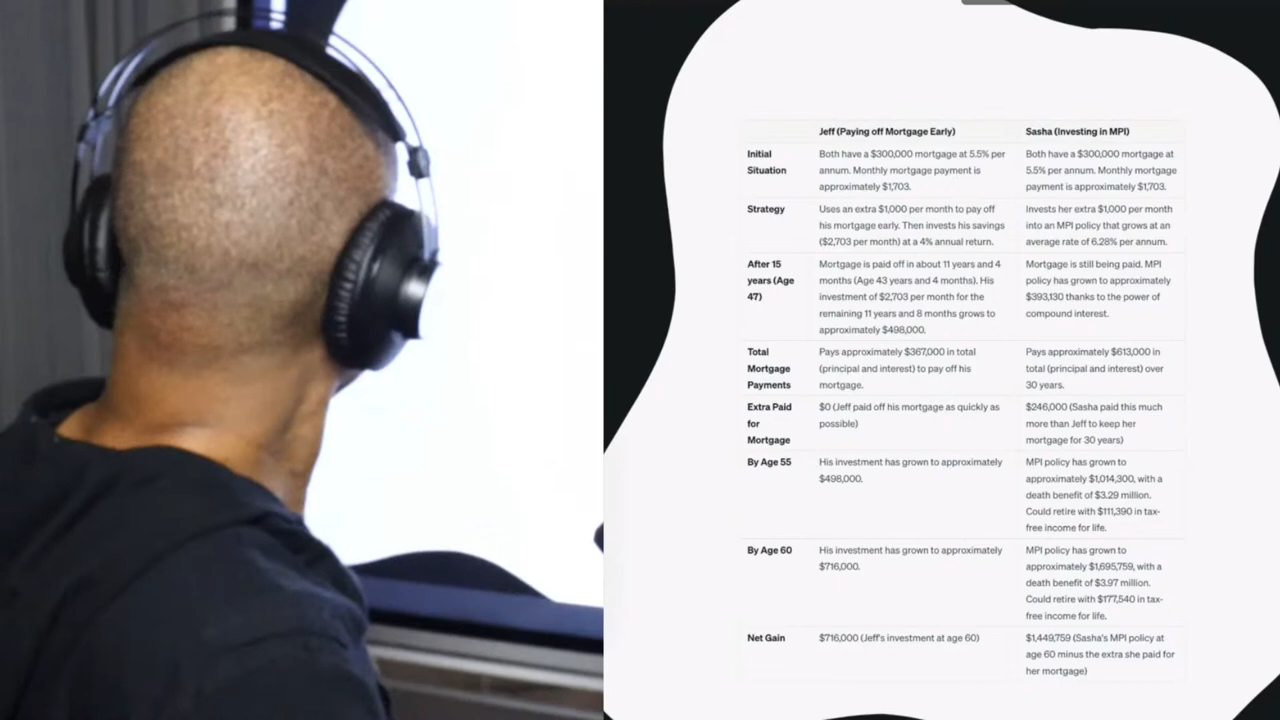 Jeff (Paying off Mortgage Early)
Sasha (Investing in MPI)
Initial
Situation
Both have a $300,000 mortgage at 5.5% per
annum. Monthly mortgage payment is
approximately $1,703.
Both have a $300,000 mortgage at
5.5% per annum. Monthly mortgage
payment is approximately $1,703.
Strategy
Uses an extra $1,000 per month to pay off
his mortgage early. Then invests his savings
($2,703 per month) at a 4% annual return.
Invests her extra $1,000 per month
into an MPI policy that grows at an
average rate of 6.28% per annum.
After 15
years (Age
47)
Mortgage is paid off in about 11 years and 4
months (Age 43 years and 4 months). His
investment of $2,703 per month for the
remaining 11 years and 8 months grows to
approximately $498,000.
Mortgage is still being paid. MPI
policy has grown to approximately
$393,130 thanks to the power of
compound interest.
Total
Mortgage
Payments
Pays approximately $367,000 in total
(principal and interest) to pay off his
mortgage.
Pays approximately $613,000 in
total (principal and interest) over
30 years.
Extra Paid
for
Mortgage
$0 (Jeff paid off his mortgage as quickly as
possible)
$246,000 (Sasha paid this much
more than Jeff to keep her
mortgage for 30 years)
By Age 55
His investment has grown to approximately
$498,000.
MPI policy has grown to
approximately $1,014,300, with a
death benefit of $3.29 million.
Could retire with $111,390 in tax-
free income for life.
By Age 60
His investment has grown to approximately
$716,000.
MPI policy has grown to
approximately $1,695,759, with a
death benefit of $3.97 million.
Could retire with $177,540 in tax-
free income for life.
Net Gain
$716,000 (Jeff's investment at age 60)
$1,449,759 (Sasha's MPI policy at
age 60 minus the extra she paid for
her mortgage)